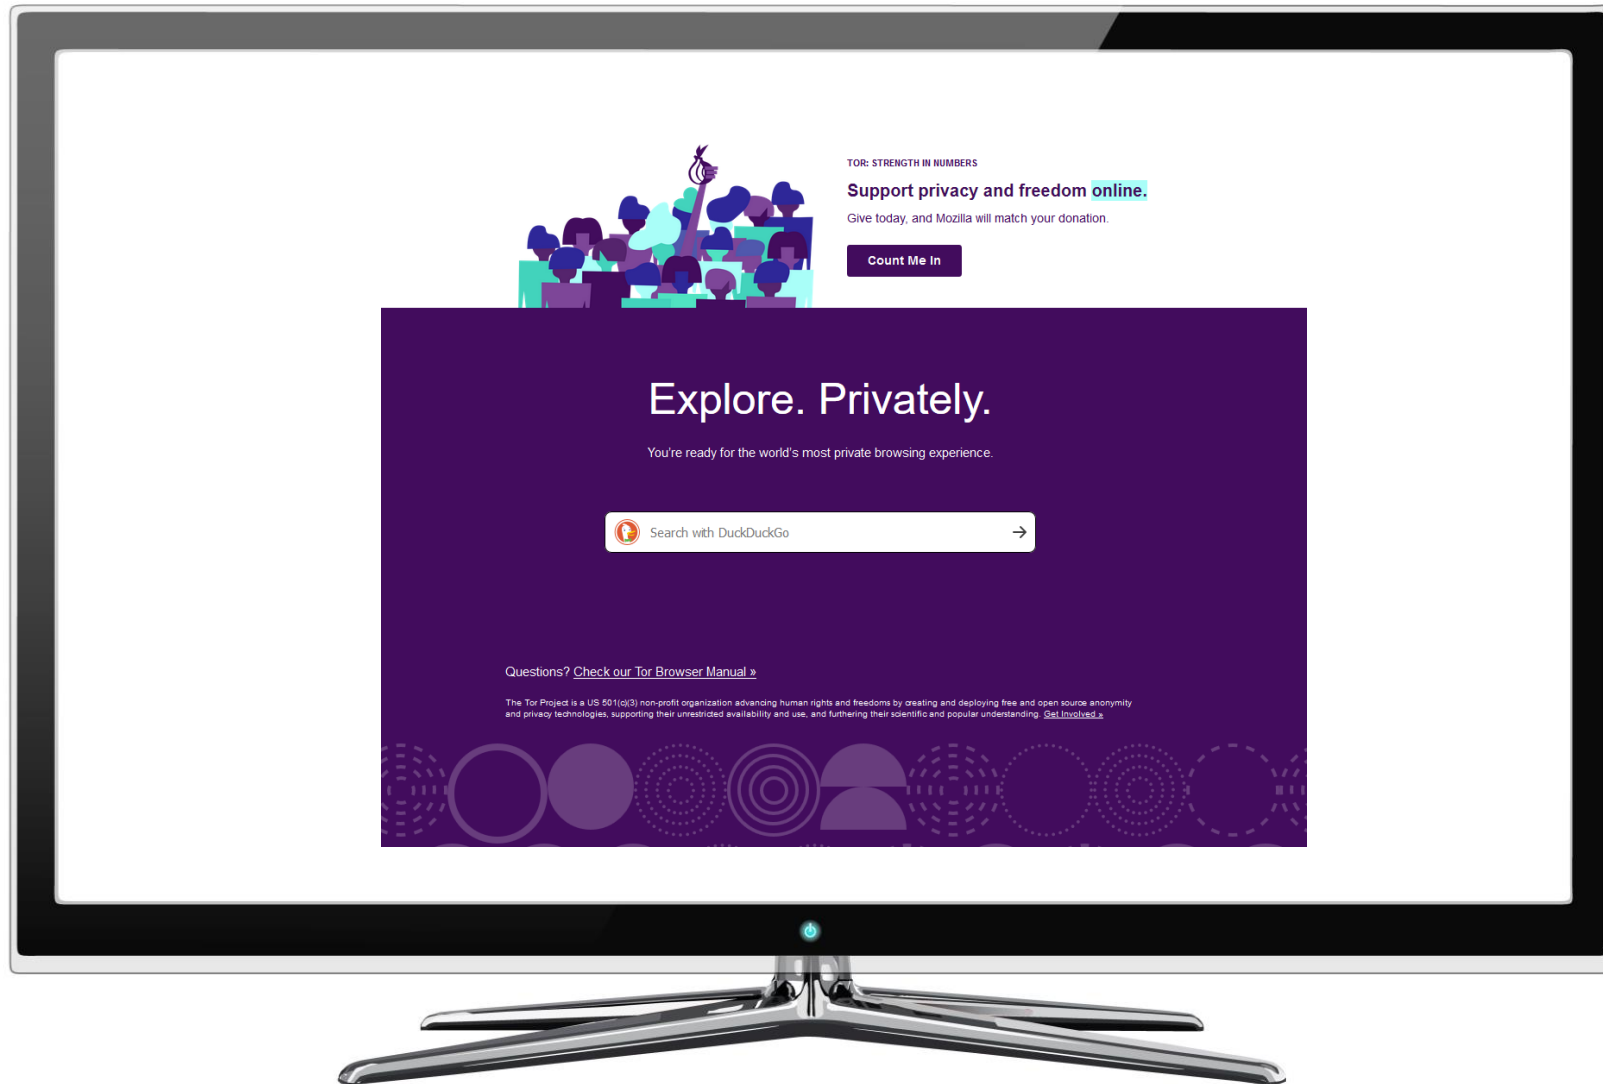 TOR: STRENGTH IN NUMBERS
Support privacy and freedom online.
Give today, and Mozilla will match your donation.
Count Me In
Explore. Privately.
You're ready for the world's most private browsing experience.
Search with DuckDuckGo
Questions? Check our Tor Browser Manual »
The Tor Project is a US 501(c)(3) non-profit organization advancing human rights and freedoms by creating and deploying free and open source anonymity
and privacy technologies, supporting their unrestricted availability and use, and furthering their scientific and popular understanding. Get Involved »